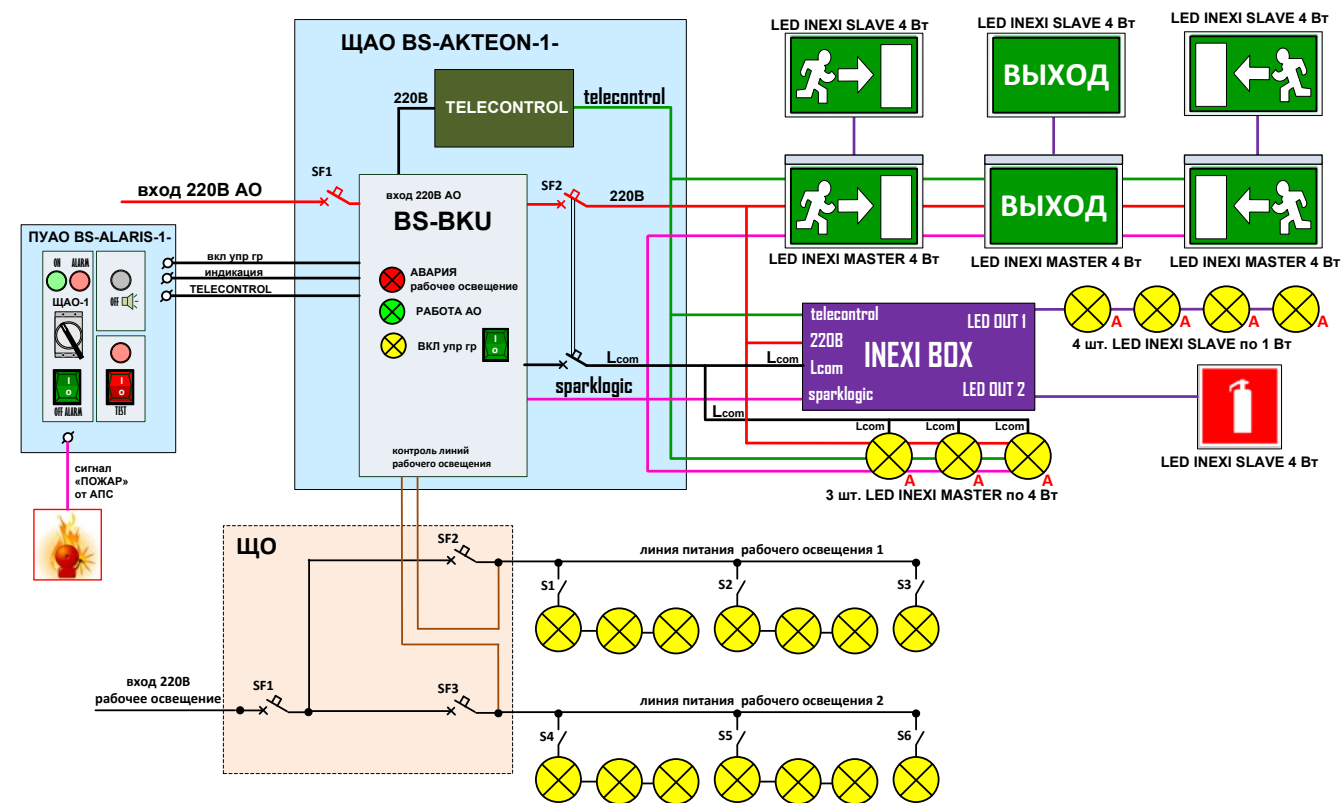 ЩАО BS-AKTEON-1-
220В
TELECONTROL
telecontrol
SF1
вход 220В АО
вход 220В АО
BS-BKU
SF2
220В
АВАРИЯ
рабочее освещение
РАБОТА АО
ВКЛ упр гр
I
o
Lcom
sparklogic
контроль линий
рабочего освещения
ПУАО BS-ALARIS-1-
ON ALARM
ЩАО-1
OFF
I
o
OFF ALARM
I
o
TEST
вкл упр гр
индикация
TELECONTROL
сигнал
«ПОЖАР»
от АПС
LED INEXI SLAVE 4 Вт
LED INEXI SLAVE 4 Вт
LED INEXI SLAVE 4 Вт
ВЫХОД
ВЫХОД
LED INEXI MASTER 4 Вт
LED INEXI MASTER 4 Вт
LED INEXI MASTER 4 Вт
telecontrol
220В
Lcom
sparklogic
INEXI BOX
LED OUT 1
LED OUT 2
A
A
A
A
4 шт. LED INEXI SLAVE по 1 Вт
LED INEXI SLAVE 4 Вт
Lcom
Lcom
Lcom
Lcom
A
A
A
3 шт. LED INEXI MASTER по 4 Вт
ЩО
SF2
линия питания рабочего освещения 1
S1
S2
S3
вход 220В
рабочее освещение
SF1
SF3
линия питания рабочего освещения 2
S4
S5
S6